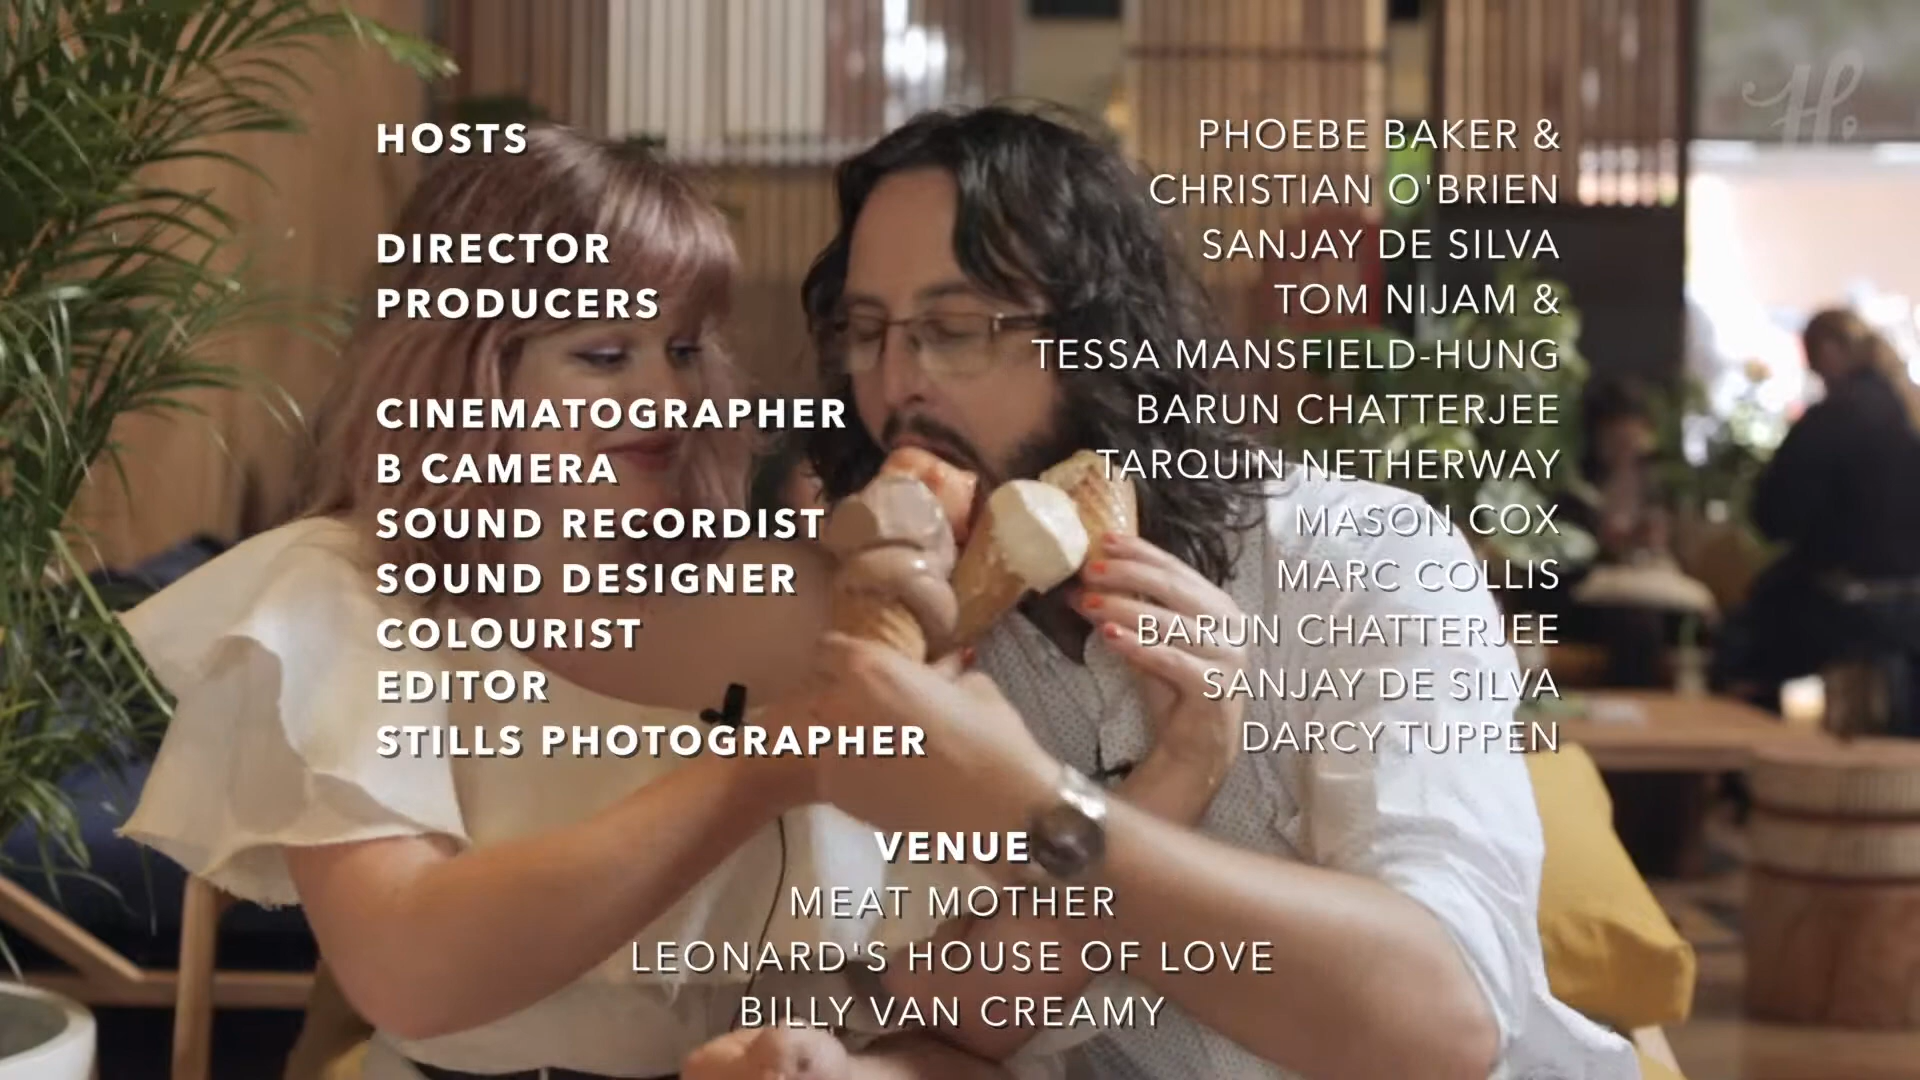 HOSTS PHOEBE BAKER &
CHRISTIAN O'BRIEN
DIRECTOR SANJAY DE SILVA
PRODUCERS TOM NIJAM &
TESSA MANSFIELD-HUNG
CINEMATOGRAPHER BARUN CHATTERJEE
B CAMERA TARQUIN NETHERWAY
SOUND RECORDIST MASON COX
SOUND DESIGNER MARC COLLIS
COLOURIST BARUN CHATTERJEE
EDITOR SANJAY DE SILVA
STILLS PHOTOGRAPHER DARCY TUPPEN
VENUE
MEAT MOTHER
LEONARD'S HOUSE OF LOVE
BILLY VAN CREAMY
H.